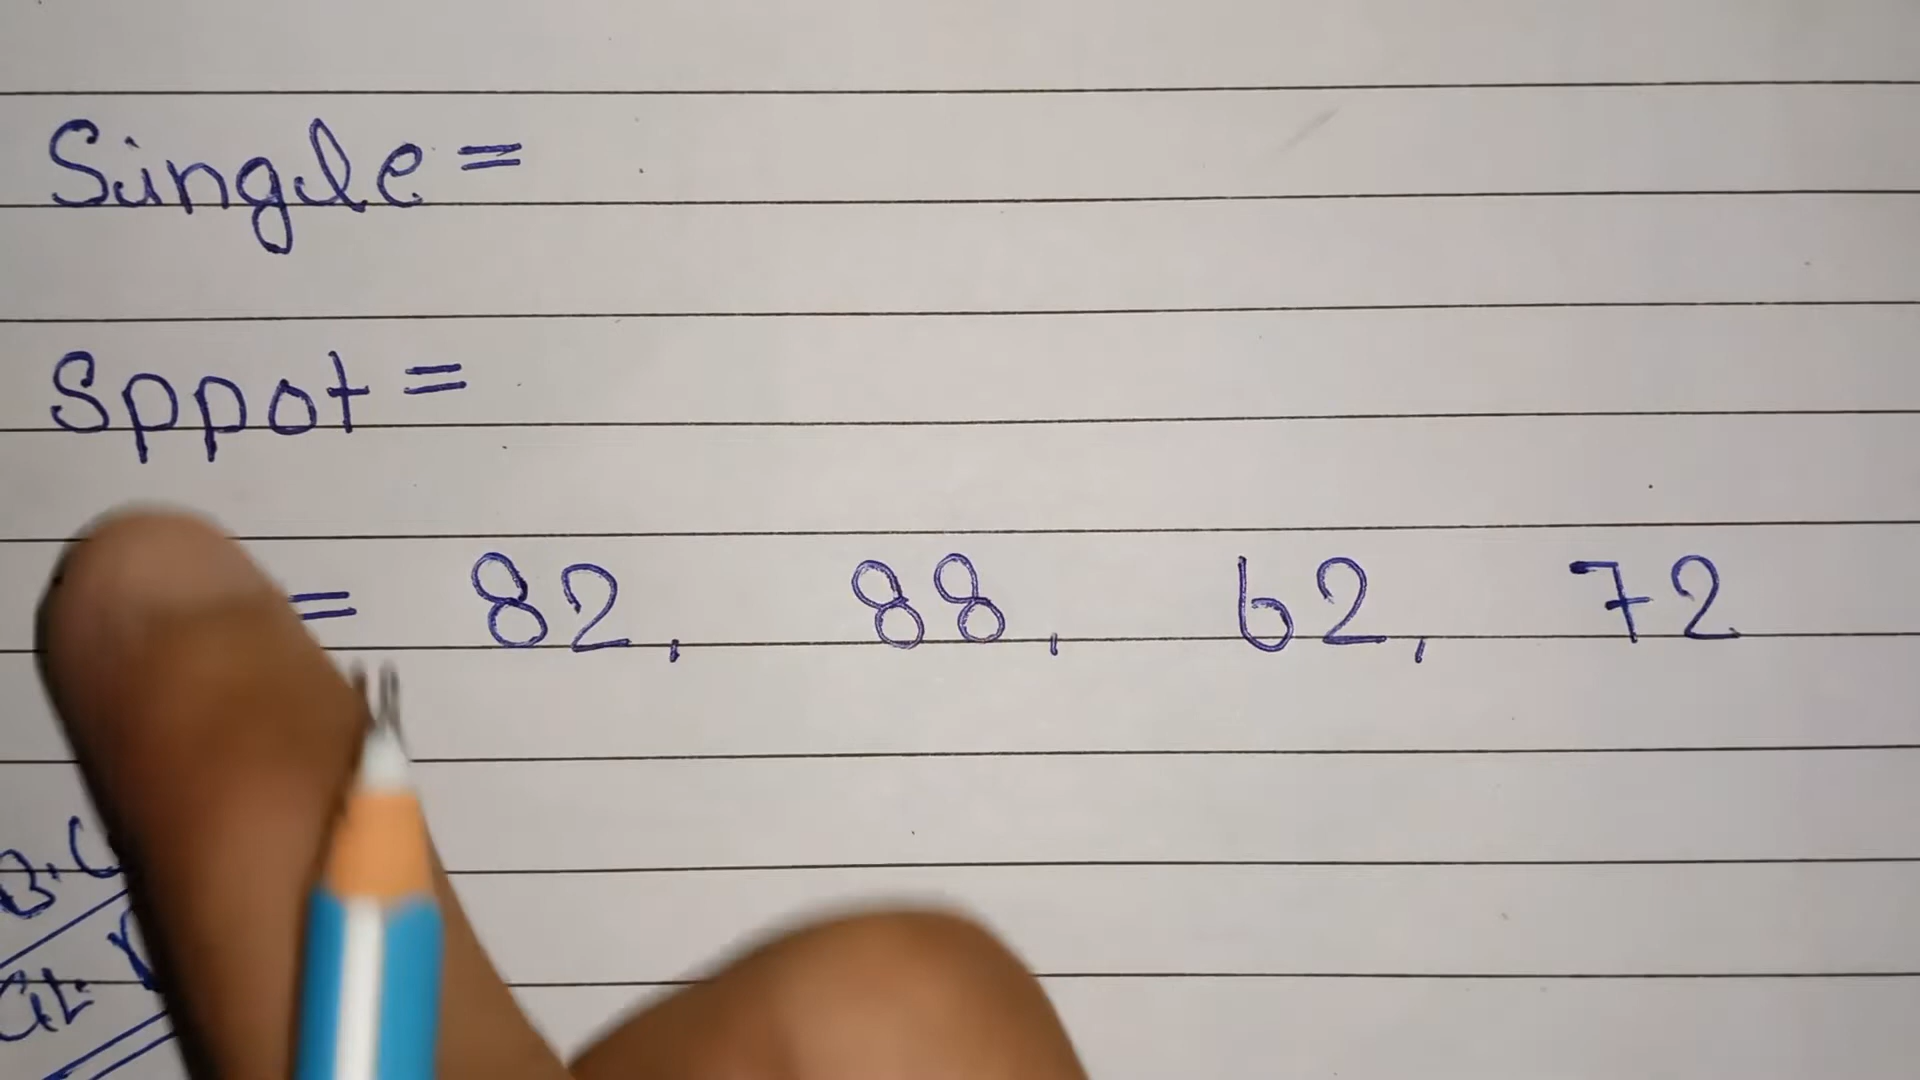 Single =
Sppot =
= 82, 88, 62, 72
B.C